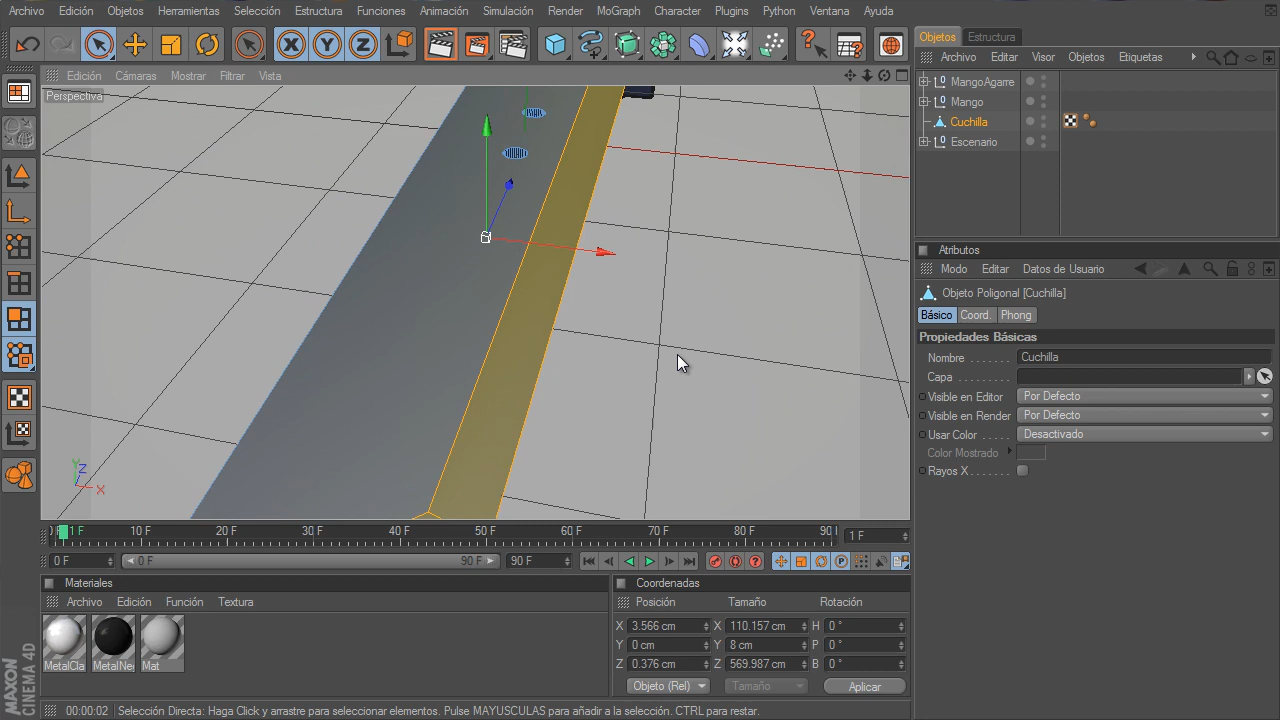 Archivo Edición Objetos Herramientas Selección Estructura Funciones Animación Simulación Render MoGraph Character Plugins Python Ventana Ayuda
Objetos Estructura
Archivo Editar Visor Objetos Etiquetas
Edición Cámaras Mostrar Filtrar Vista
Perspectiva
MangoAgarre
Mango
Cuchilla
Escenario
Atributos
Modo Editar Datos de Usuario
Objeto Poligonal [Cuchilla]
Básico Coord. Phong
Propiedades Básicas
Nombre . . . . . . . Cuchilla
Capa . . . . . . . . .
Visible en Editor Por Defecto
Visible en Render Por Defecto
Usar Color . . . . . Desactivado
Color Mostrado
Rayos X . . . . . . .
Y Z X
1 F 10 F 20 F 30 F 40 F 50 F 60 F 70 F 80 F 90 1 F
0 F 0 F 90 F 90 F
Materiales
Archivo Edición Función Textura
MetalCla MetalNe Mat
Coordenadas
Posición Tamaño Rotación
X 3.566 cm X 110.157 cm H 0 °
Y 0 cm Y 8 cm P 0 °
Z 0.376 cm Z 569.987 cm B 0 °
Objeto (Rel) Tamaño Aplicar
MAXON
CINEMA 4D
00:00:02 Selección Directa: Haga Click y arrastre para seleccionar elementos. Pulse MAYUSCULAS para añadir a la selección. CTRL para restar.